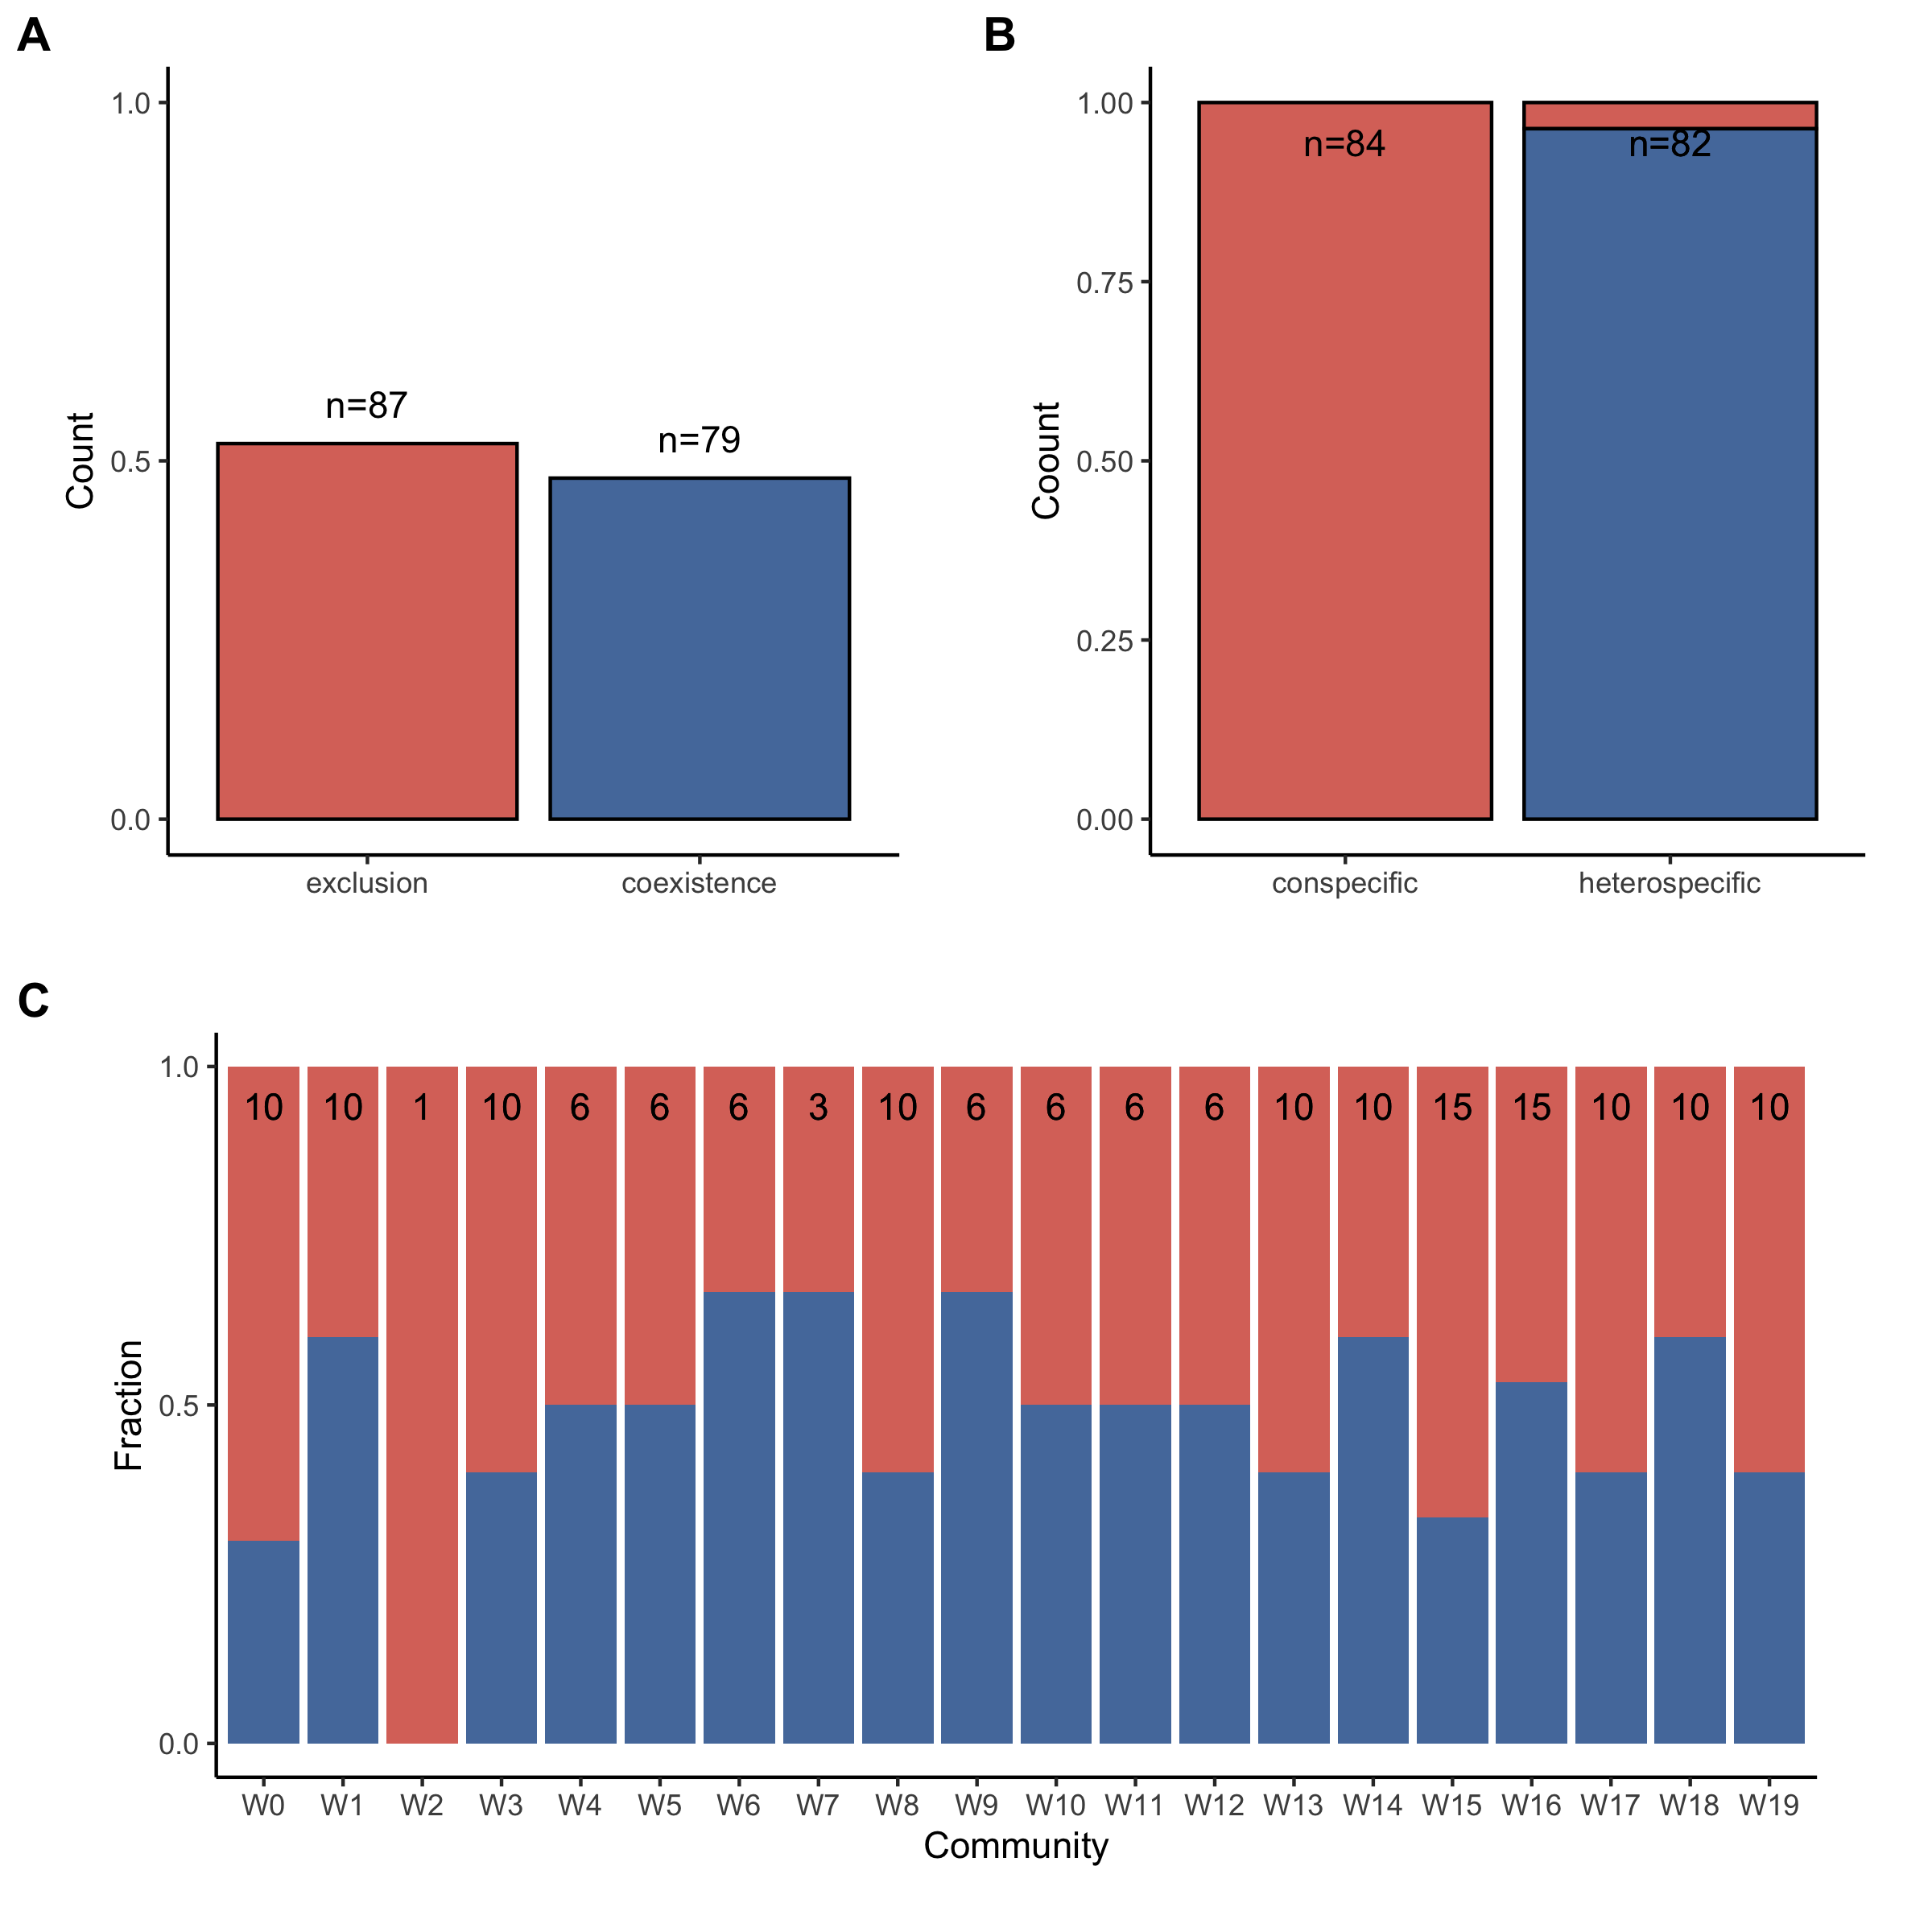 A
Count
1.0
0.5
0.0
n=87
n=79
exclusion
coexistence
B
Coount
1.00
0.75
0.50
0.25
0.00
n=84
n=82
conspecific
heterospecific
C
Fraction
1.0
0.5
0.0
10 10 1 10 6 6 6 3 10 6 6 6 6 10 10 15 15 10 10 10
W0 W1 W2 W3 W4 W5 W6 W7 W8 W9 W10 W11 W12 W13 W14 W15 W16 W17 W18 W19
Community